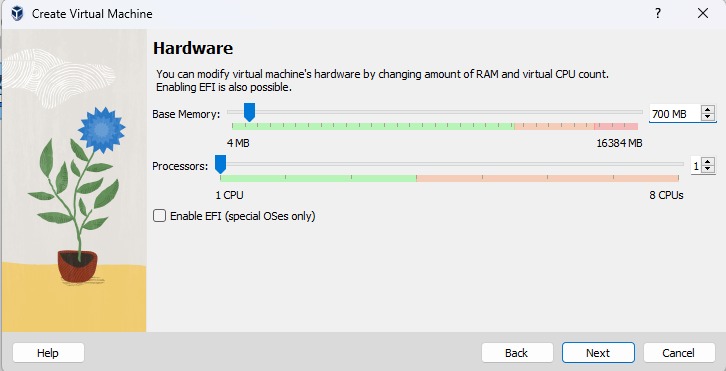 Create Virtual Machine
Hardware
You can modify virtual machine's hardware by changing amount of RAM and virtual CPU count.
Enabling EFI is also possible.
Base Memory: 700 MB
4 MB 16384 MB
Processors: 1
1 CPU 8 CPUs
Enable EFI (special OSes only)
Help Back Next Cancel